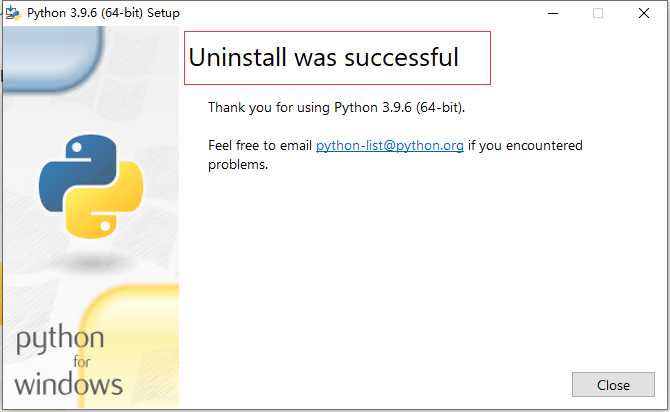 Python 3.9.6 (64-bit) Setup
Uninstall was successful
Thank you for using Python 3.9.6 (64-bit).
Feel free to email python-list@python.org if you encountered
problems.
python
for
windows
Close